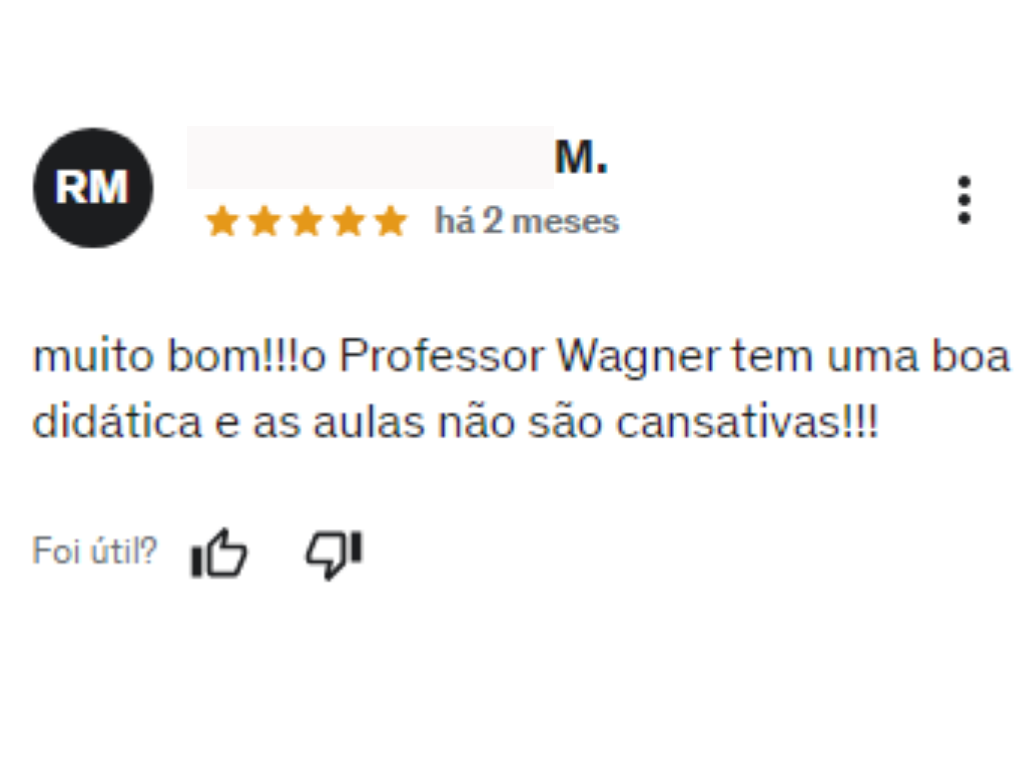 RM
M.
há 2 meses
muito bom!!!o Professor Wagner tem uma boa
didática e as aulas não são cansativas!!!
Foi útil?